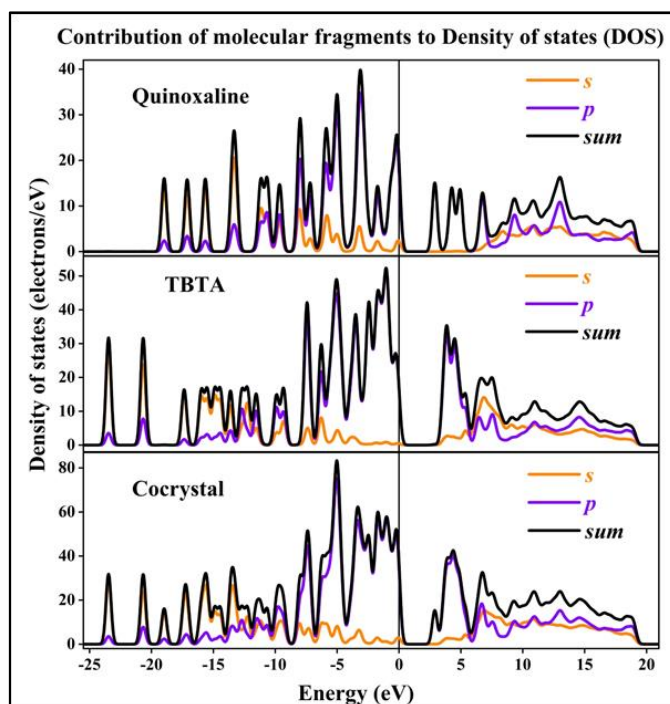 Contribution of molecular fragments to Density of states (DOS)
Quinoxaline
s
p
sum
40
30
20
10
0
TBTA
s
p
sum
50
40
30
20
10
0
Cocrystal
s
p
sum
80
60
40
20
0
Density of states (electrons/eV)
-25 -20 -15 -10 -5 0 5 10 15 20
Energy (eV)